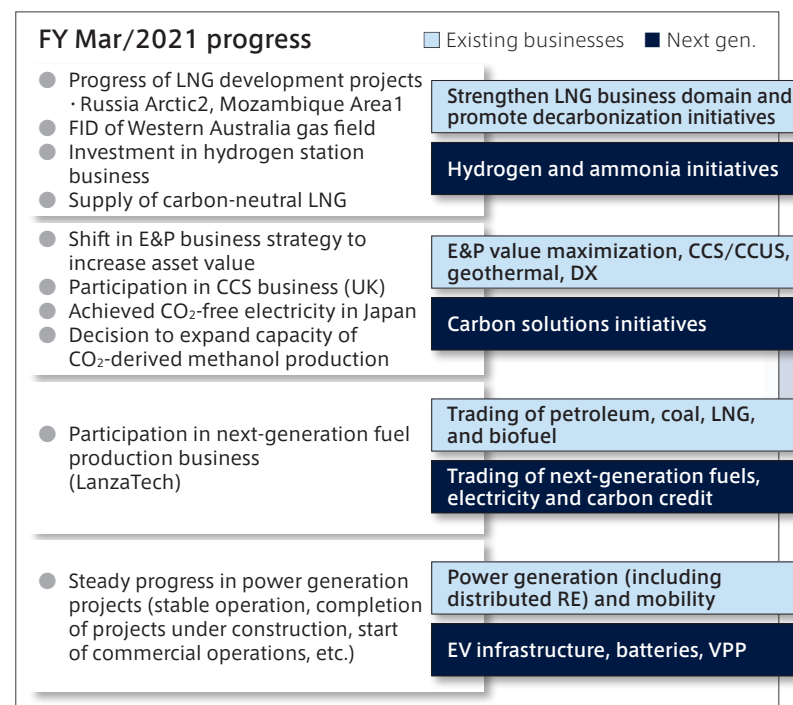 FY Mar/2021 progress
Existing businesses
Next gen.
Progress of LNG development projects
· Russia Arctic2, Mozambique Area1
FID of Western Australia gas field
Investment in hydrogen station
business
Supply of carbon-neutral LNG
Strengthen LNG business domain and
promote decarbonization initiatives
Hydrogen and ammonia initiatives
Shift in E&P business strategy to
increase asset value
Participation in CCS business (UK)
Achieved CO₂-free electricity in Japan
Decision to expand capacity of
CO₂-derived methanol production
E&P value maximization, CCS/CCUS,
geothermal, DX
Carbon solutions initiatives
Participation in next-generation fuel
production business
(LanzaTech)
Trading of petroleum, coal, LNG,
and biofuel
Trading of next-generation fuels,
electricity and carbon credit
Steady progress in power generation
projects (stable operation, completion
of projects under construction, start
of commercial operations, etc.)
Power generation (including
distributed RE) and mobility
EV infrastructure, batteries, VPP